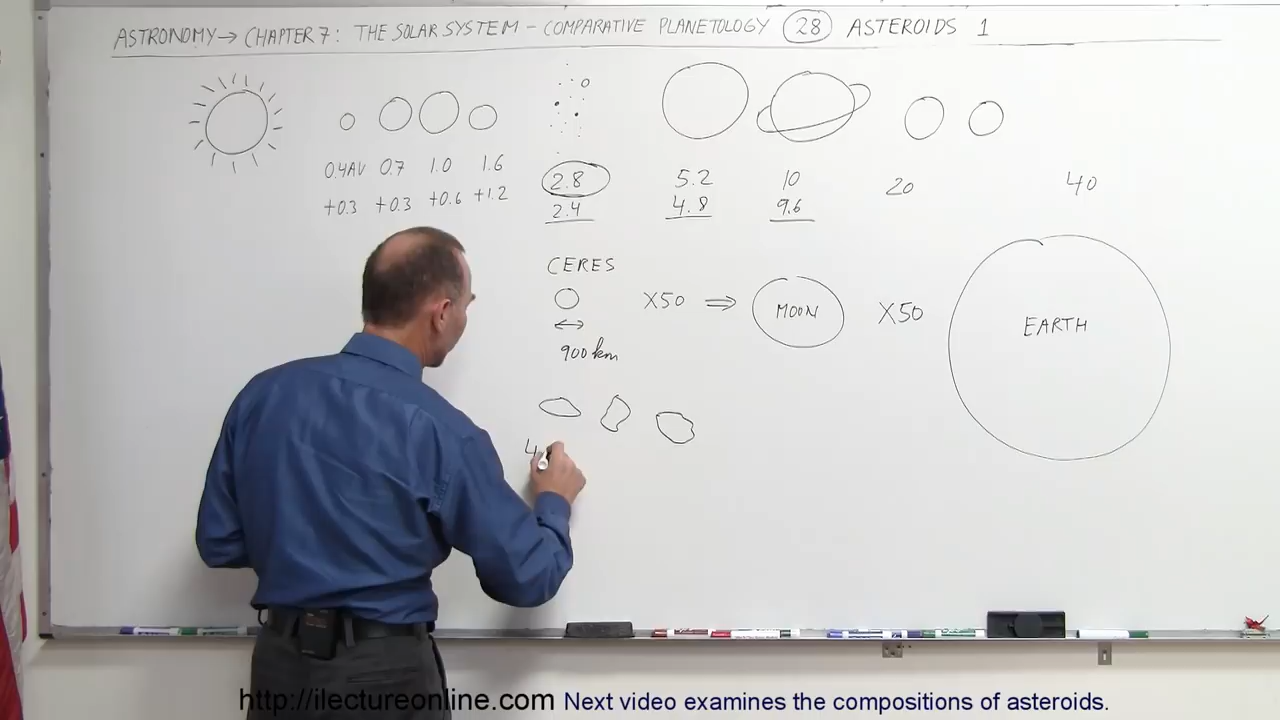 ASTRONOMY → CHAPTER 7: THE SOLAR SYSTEM - COMPARATIVE PLANETOLOGY 28 ASTEROIDS 1
0.4AU 0.7 1.0 1.6 2.8 5.2 10 20 40
+0.3 +0.3 +0.6 +1.2 2.4 4.8 9.6
CERES
X50 ⇒ MOON X50 EARTH
↔
900 km
4
http://ilectureonline.com Next video examines the compositions of asteroids.